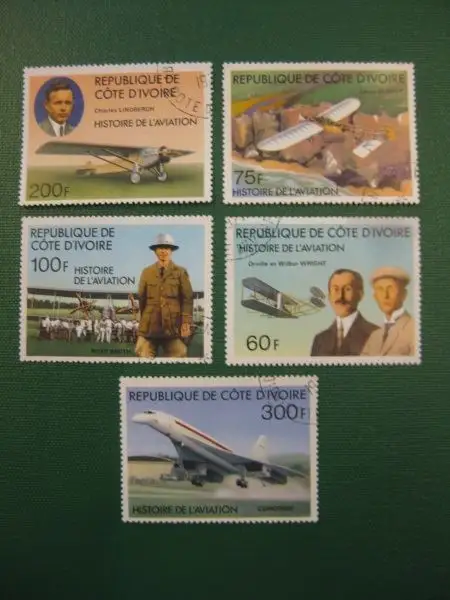 REPUBLIQUE DE
CÔTE D'IVOIRE
Charles LINDBERGH
HISTOIRE DE L'AVIATION
200F
REPUBLIQUE DE CÔTE D'IVOIRE
75F
HISTOIRE DE L'AVIATION
REPUBLIQUE DE
CÔTE D'IVOIRE
100F
HISTOIRE
DE L'AVIATION
REPUBLIQUE DE CÔTE D'IVOIRE
HISTOIRE DE L'AVIATION
Orville et Wilbur WRIGHT
60F
REPUBLIQUE DE CÔTE D'IVOIRE
300F
HISTOIRE DE L'AVIATION